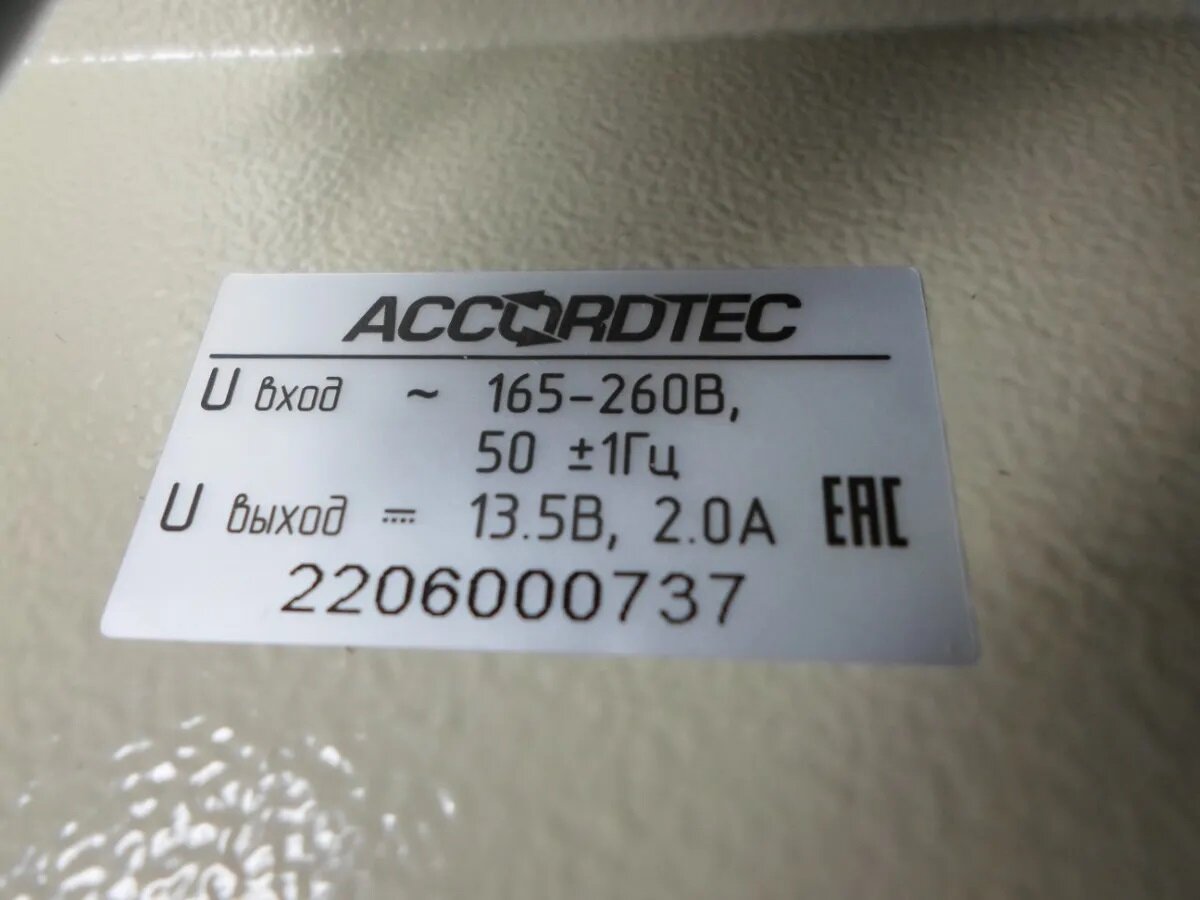 ACCORDTEC
U вход ~ 165-260В,
50 ±1Гц
U выход ⎓ 13.5В, 2.0А EAC
2206000737